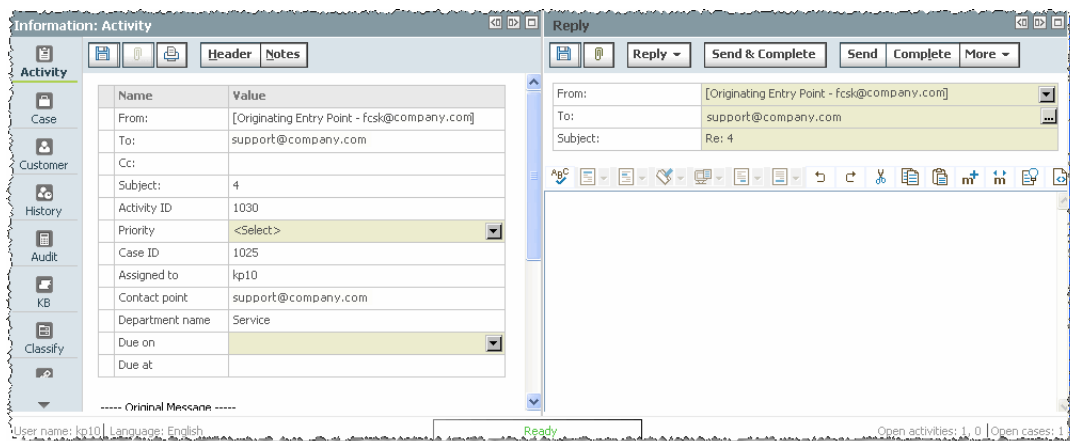 Information: Activity
Activity
Case
Customer
History
Audit
KB
Classify
Header Notes
Name Value
From: [Originating Entry Point - fcsk@company.com]
To: support@company.com
Cc:
Subject: 4
Activity ID 1030
Priority <Select>
Case ID 1025
Assigned to kp10
Contact point support@company.com
Department name Service
Due on
Due at
----- Original Message -----
Reply
Reply Send & Complete Send Complete More
From: [Originating Entry Point - fcsk@company.com]
To: support@company.com
Subject: Re: 4
ABC
User name: kp10 Language: English Ready Open activities: 1, 0 Open cases: 1